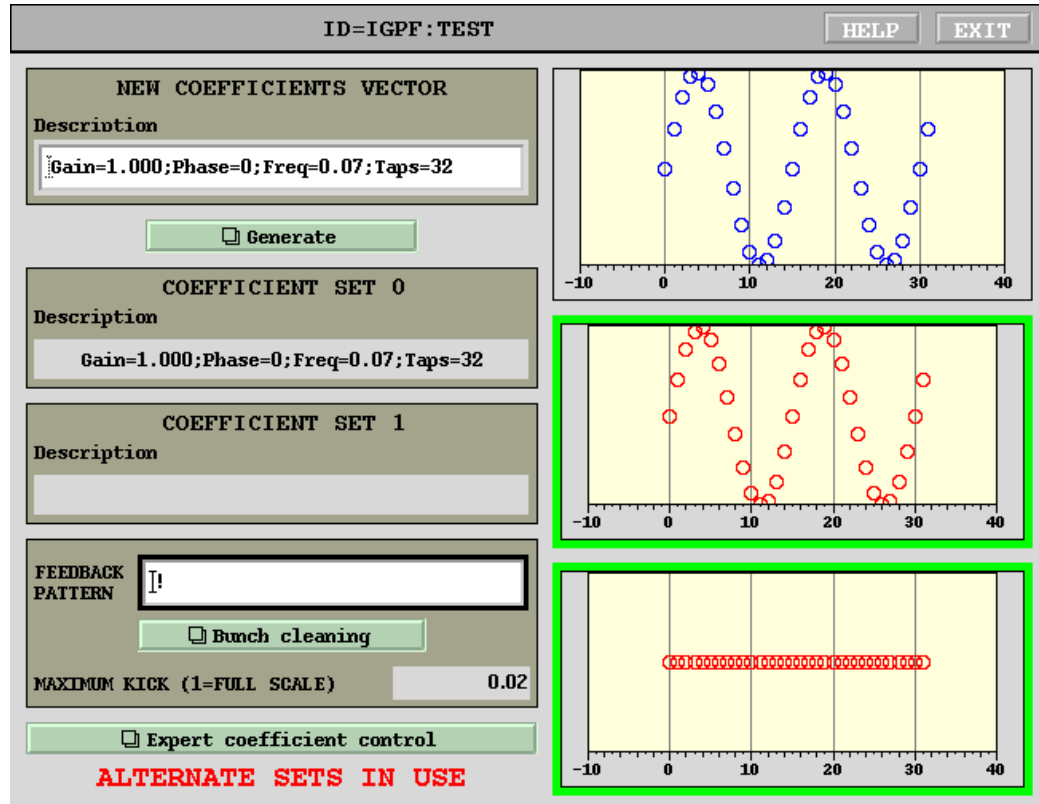 ID=IGPF:TEST
HELP
EXIT
NEW COEFFICIENTS VECTOR
Description
Gain=1.000;Phase=0;Freq=0.07;Taps=32
Generate
COEFFICIENT SET 0
Description
Gain=1.000;Phase=0;Freq=0.07;Taps=32
COEFFICIENT SET 1
Description
FEEDBACK
PATTERN
!
Bunch cleaning
MAXIMUM KICK (1=FULL SCALE)
0.02
Expert coefficient control
ALTERNATE SETS IN USE
-10 0 10 20 30 40
-10 0 10 20 30 40
-10 0 10 20 30 40